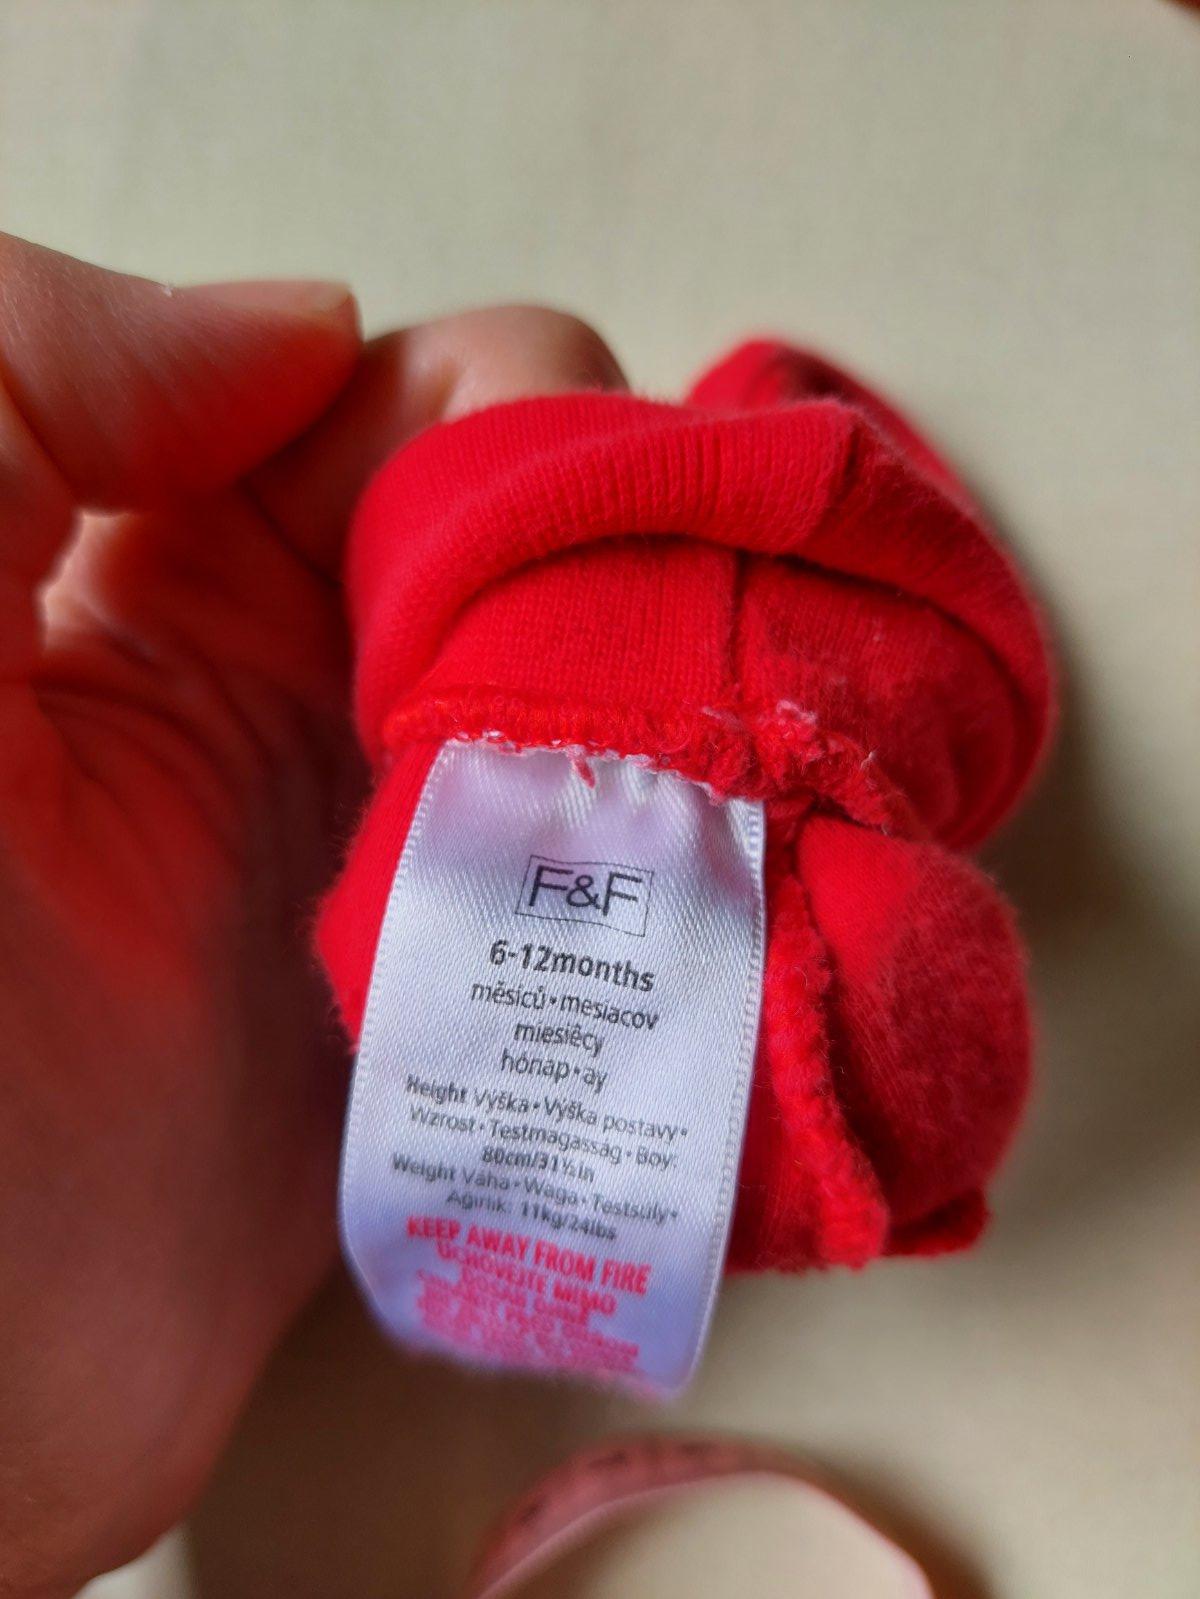 F&F
6-12months
měsíců•mesiacov
miesięcy
hónap•ay
Height Výška•Výška postavy•
Wzrost•Testmagasság•Boy:
80cm/31½in
Weight Váha•Waga•Testsúly•
Ağırlık: 11kg/24lbs
KEEP AWAY FROM FIRE
UCHOVEJTE MIMO